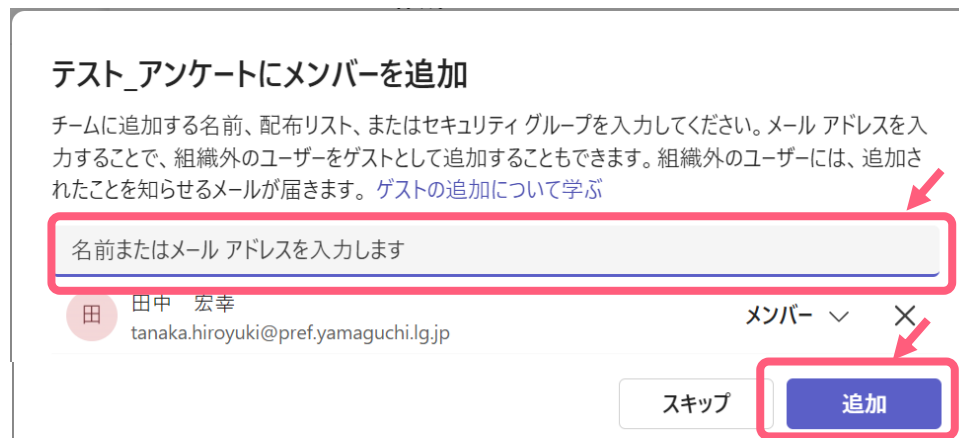 テスト_アンケートにメンバーを追加
チームに追加する名前、配布リスト、またはセキュリティ グループを入力してください。メール アドレスを入
力することで、組織外のユーザーをゲストとして追加することもできます。組織外のユーザーには、追加さ
れたことを知らせるメールが届きます。 ゲストの追加について学ぶ
名前またはメール アドレスを入力します
田 田中　宏幸 メンバー
tanaka.hiroyuki@pref.yamaguchi.lg.jp
スキップ 追加